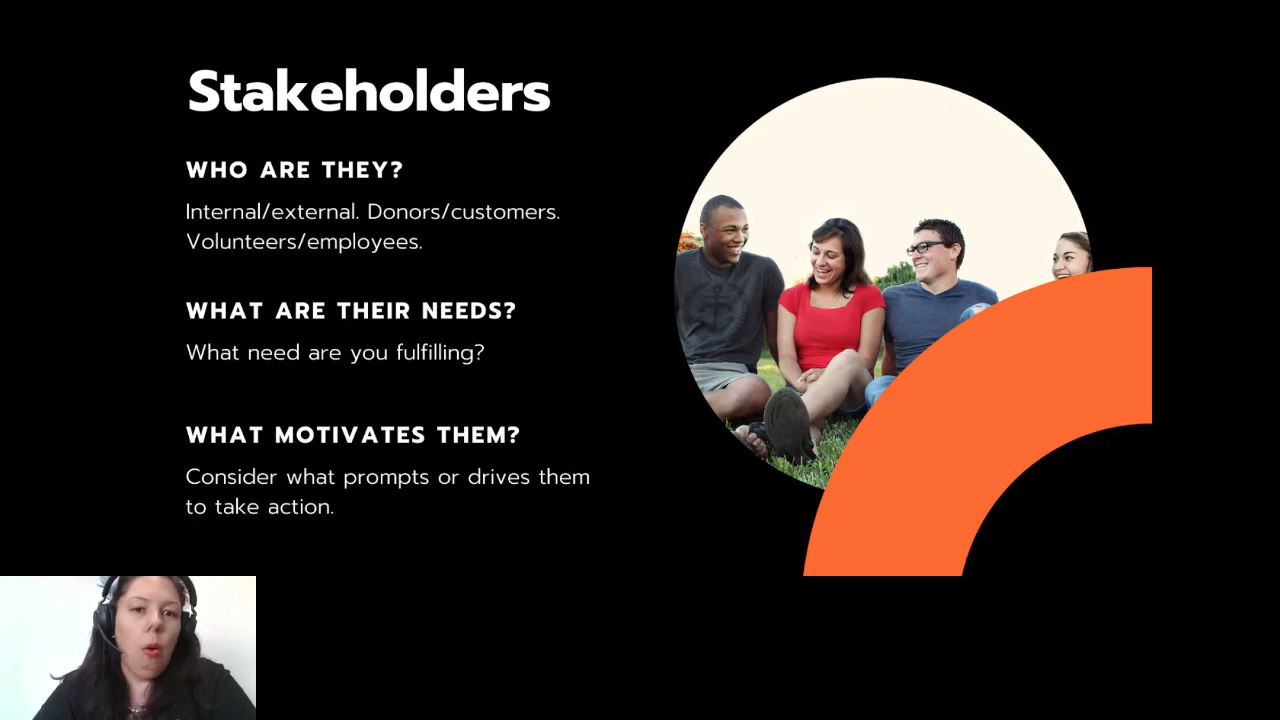 Stakeholders
WHO ARE THEY?
Internal/external. Donors/customers.
Volunteers/employees.
WHAT ARE THEIR NEEDS?
What need are you fulfilling?
WHAT MOTIVATES THEM?
Consider what prompts or drives them
to take action.